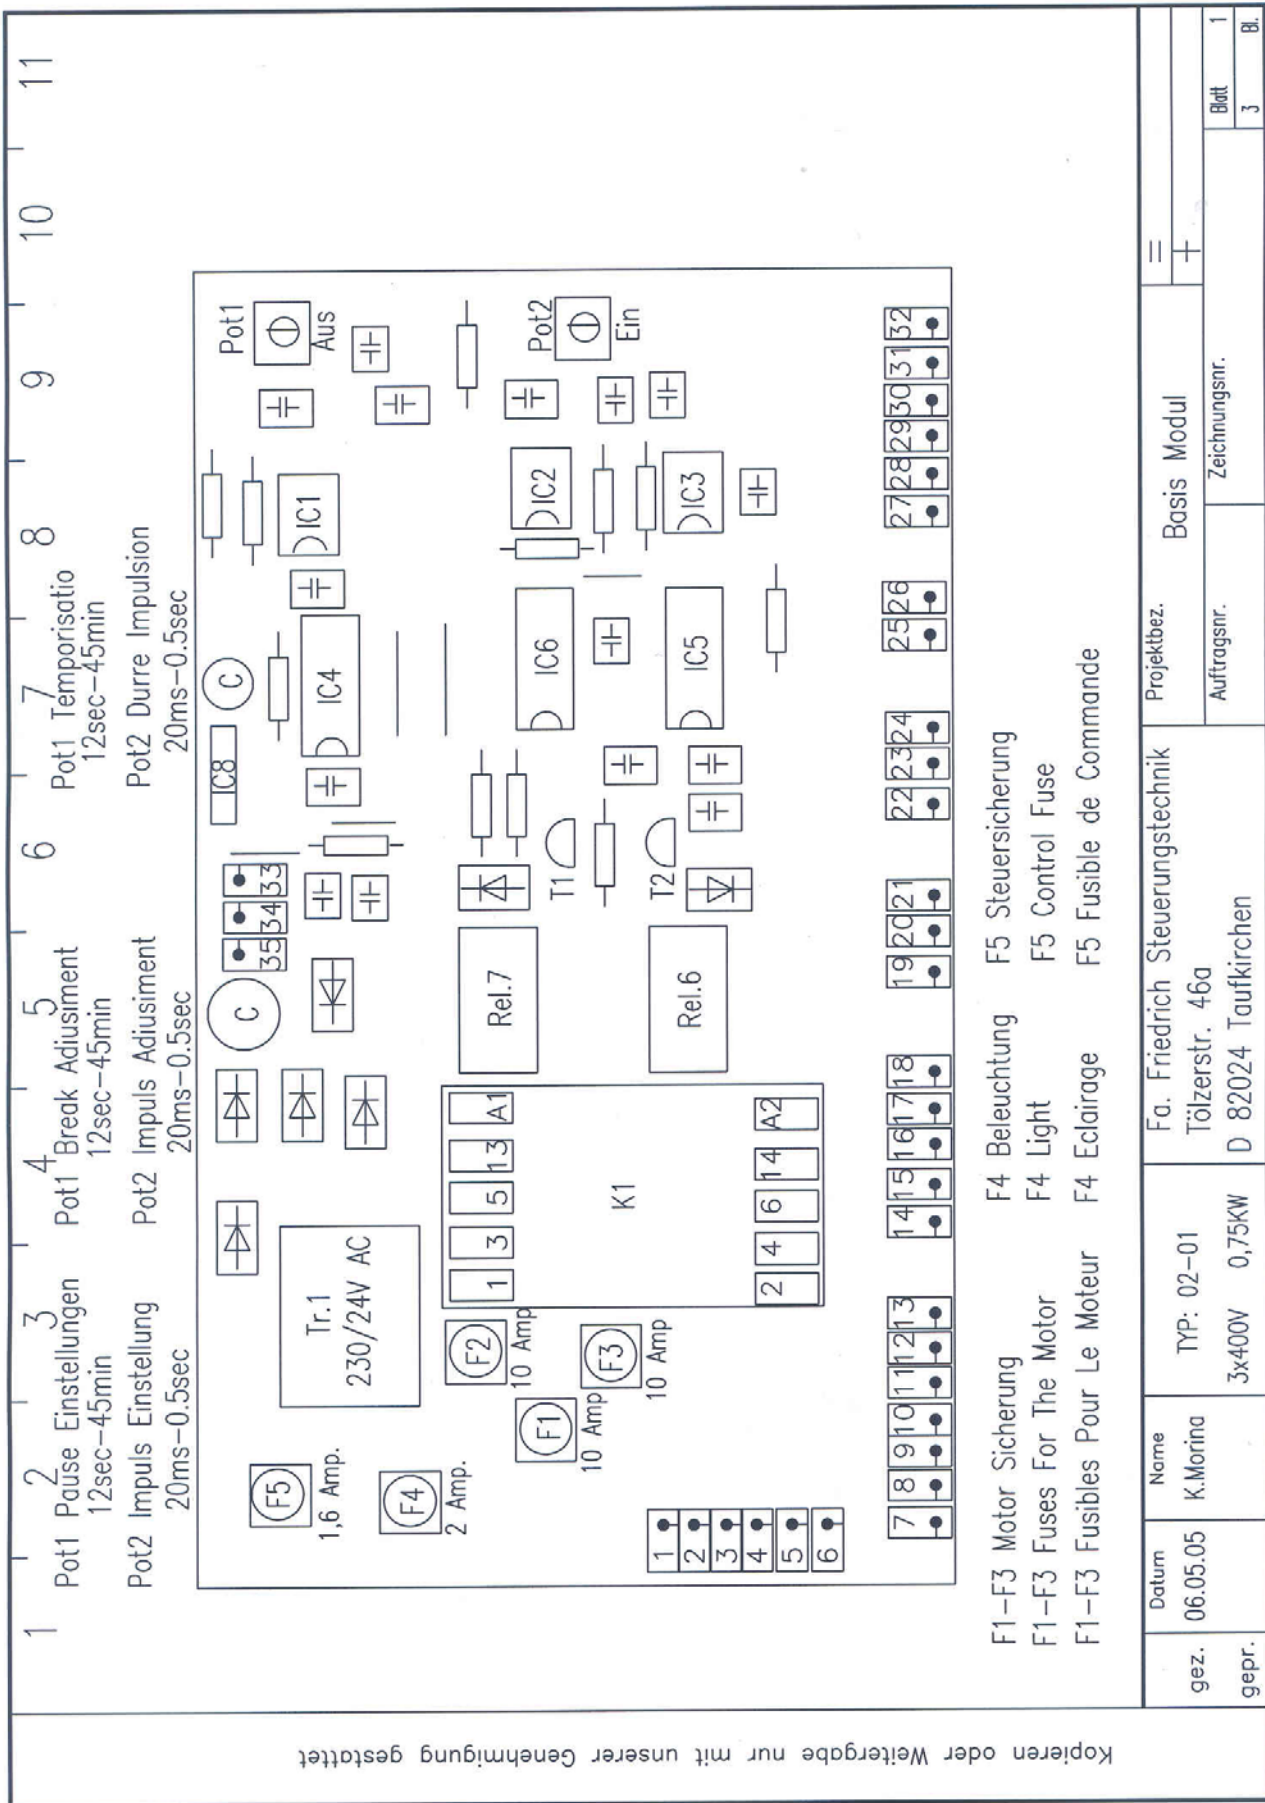 1 2 3 4 5 6 7 8 9 10 11
Pot1 Pause Einstellungen
12sec-45min
Pot2 Impuls Einstellung
20ms-0.5sec
Pot1 Break Adiusiment
12sec-45min
Pot2 Impuls Adiusiment
20ms-0.5sec
Pot1 Temporisatio
12sec-45min
Pot2 Durre Impulsion
20ms-0.5sec
F5
1,6 Amp.
F4
2 Amp.
Tr.1
230/24V AC
F2
10 Amp
F1
10 Amp
F3
10 Amp
1 3 5 13 A1
K1
2 4 6 14 A2
C
35 34 33
IC8
C
Rel.7
Rel.6
T1
T2
IC4
IC1
IC6
IC2
IC5
IC3
Pot1
Aus
Pot2
Ein
1
2
3
4
5
6
7 8 9 10 11 12 13 14 15 16 17 18 19 20 21 22 23 24 25 26 27 28 29 30 31 32
F1-F3 Motor Sicherung
F1-F3 Fuses For The Motor
F1-F3 Fusibles Pour Le Moteur
F4 Beleuchtung
F4 Light
F4 Eclairage
F5 Steuersicherung
F5 Control Fuse
F5 Fusible de Commande
Datum
Name
gez.
06.05.05
K.Morina
gepr.
TYP: 02-01
3x400V 0,75KW
Fa. Friedrich Steuerungstechnik
Tölzerstr. 46a
D 82024 Taufkirchen
Projektbez.
Basis Modul
=
+
Auftragsnr.
Zeichnungsnr.
Blatt 1
3 Bl.
Kopieren oder Weitergabe nur mit unserer Genehmigung gestattet